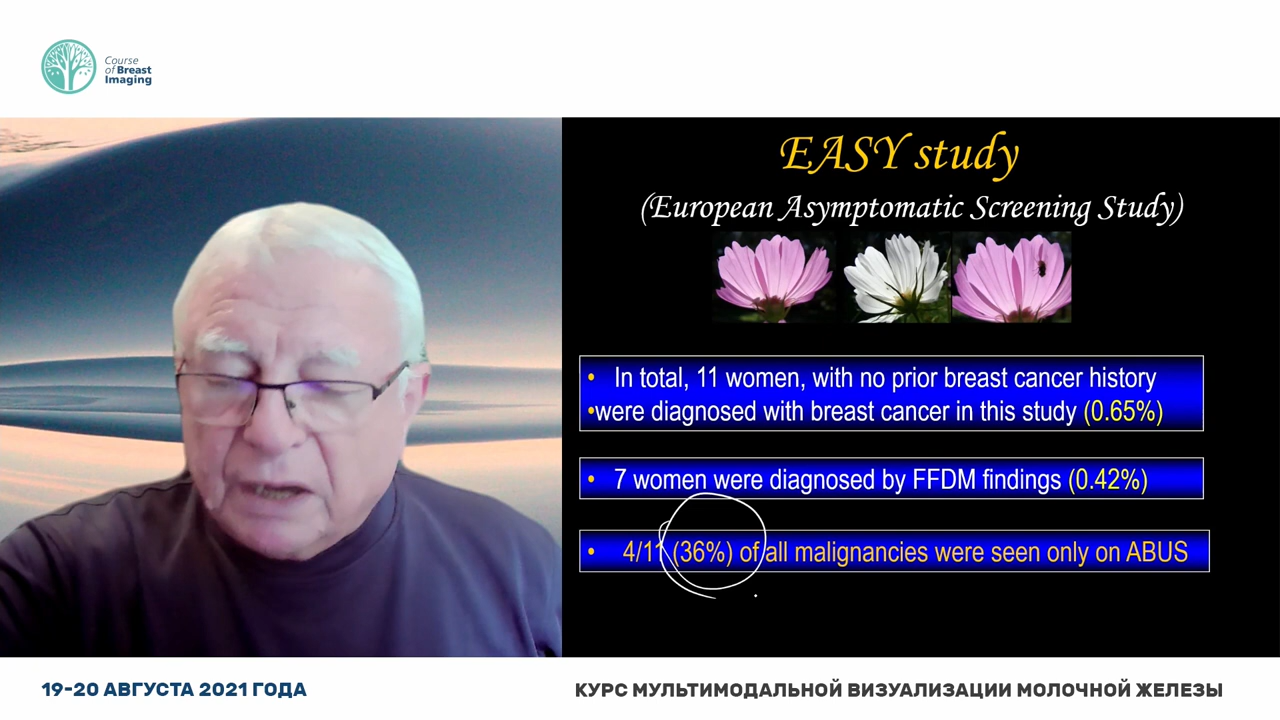 Course
of Breast
Imaging
EASY study
(European Asymptomatic Screening Study)
• In total, 11 women, with no prior breast cancer history
•were diagnosed with breast cancer in this study (0.65%)
• 7 women were diagnosed by FFDM findings (0.42%)
• 4/11 (36%) of all malignancies were seen only on ABUS
19-20 АВГУСТА 2021 ГОДА
КУРС МУЛЬТИМОДАЛЬНОЙ ВИЗУАЛИЗАЦИИ МОЛОЧНОЙ ЖЕЛЕЗЫ